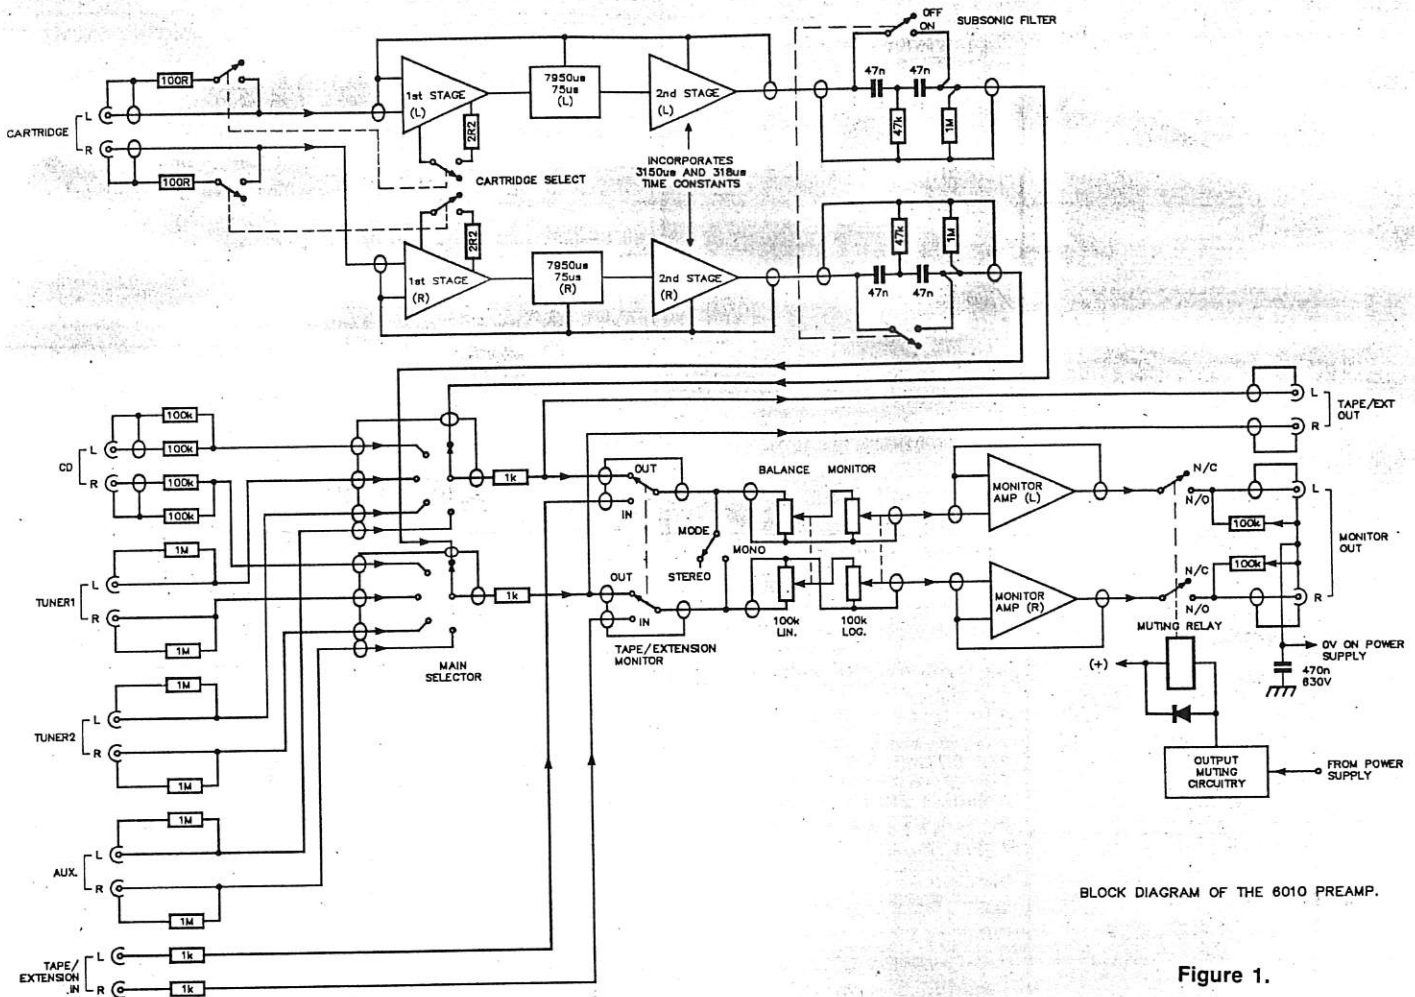 OFF
ON
SUBSONIC FILTER
CARTRIDGE
L
R
100R
100R
1st STAGE
(L)
2R2
7950us
75us
(L)
2nd STAGE
(L)
47n
47n
47k
1M
CARTRIDGE SELECT
INCORPORATES
3150us AND 318us
TIME CONSTANTS
1st STAGE
(R)
2R2
7950us
75us
(R)
2nd STAGE
(R)
47k
1M
47n
47n
CD
L
R
100k
100k
100k
100k
TUNER1
L
R
1M
1M
TUNER2
L
R
1M
1M
AUX.
L
R
1M
1M
TAPE/
EXTENSION
IN
L
R
1k
1k
MAIN
SELECTOR
1k
1k
OUT
IN
OUT
IN
TAPE/EXTENSION
MONITOR
MODE
MONO
STEREO
BALANCE
MONITOR
100k
LIN.
100k
LOG.
MONITOR
AMP (L)
MONITOR
AMP (R)
N/C
N/O
N/C
N/O
MUTING RELAY
(+)
OUTPUT
MUTING
CIRCUITRY
FROM POWER
SUPPLY
L
R
TAPE/EXT
OUT
L
R
MONITOR
OUT
100k
100k
0V ON POWER
SUPPLY
470n
630V
BLOCK DIAGRAM OF THE 6010 PREAMP.
Figure 1.